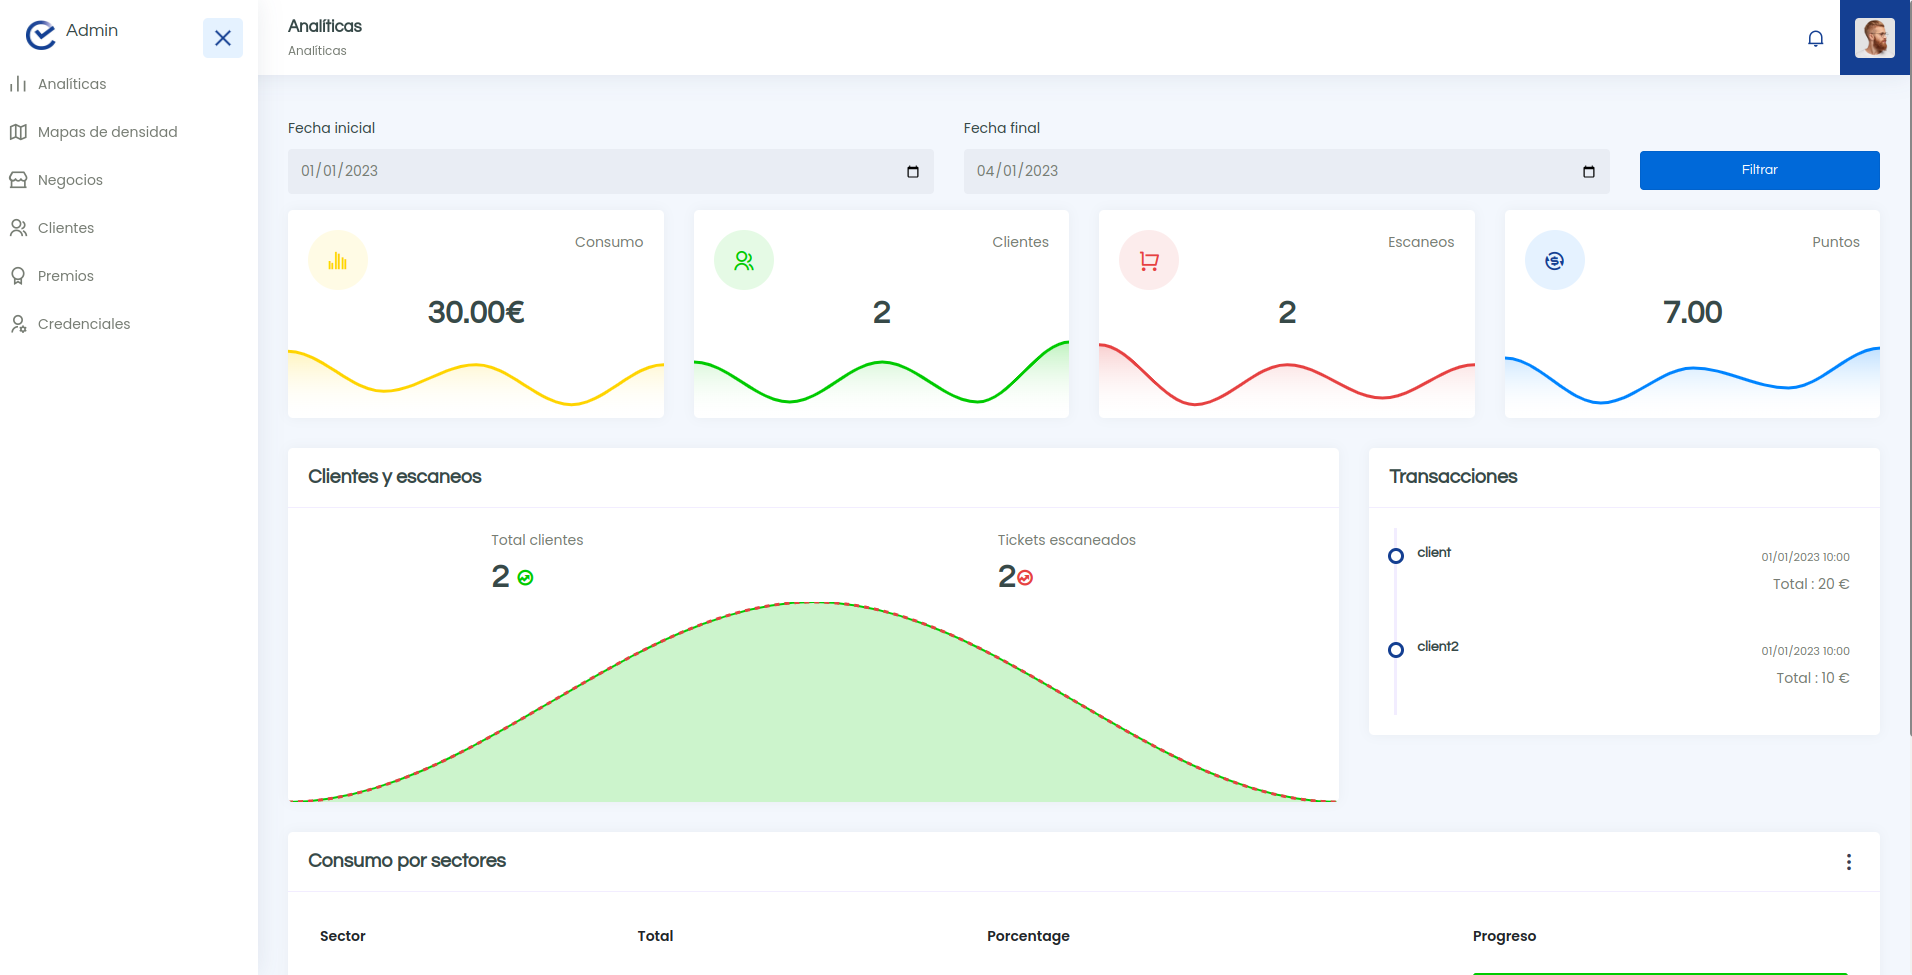 Admin
Analíticas
Mapas de densidad
Negocios
Clientes
Premios
Credenciales
Analíticas
Analíticas
Fecha inicial
01/01/2023
Fecha final
04/01/2023
Filtrar
Consumo
30.00€
Clientes
2
Escaneos
2
Puntos
7.00
Clientes y escaneos
Total clientes
2
Tickets escaneados
2
Transacciones
client
01/01/2023 10:00
Total : 20 €
client2
01/01/2023 10:00
Total : 10 €
Consumo por sectores
Sector Total Porcentage Progreso